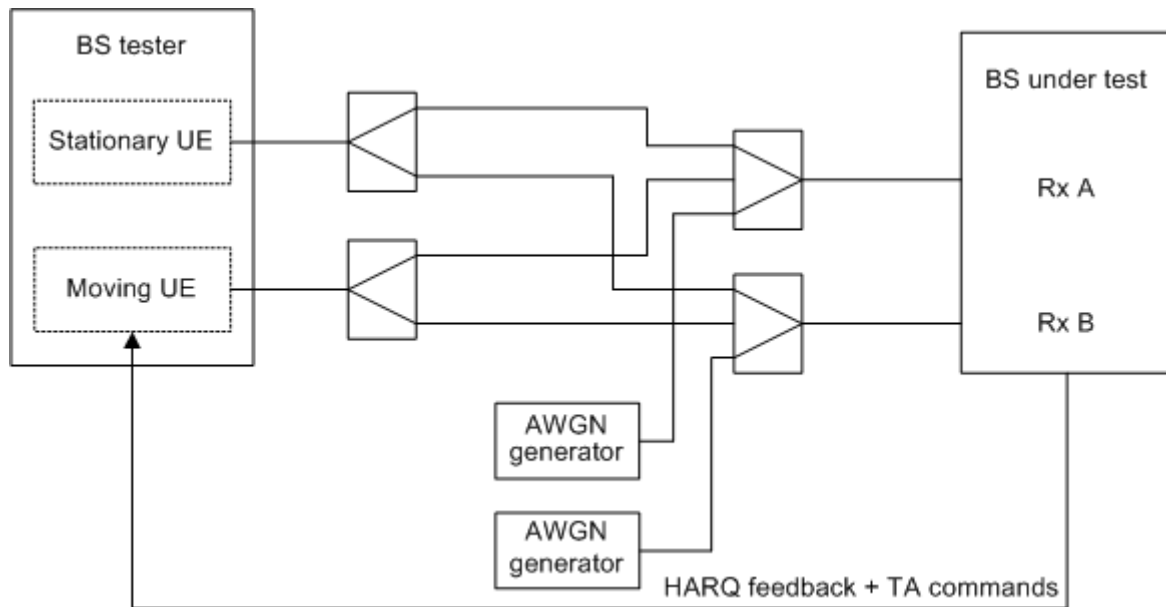 BS tester
Stationary UE
Moving UE
BS under test
Rx A
Rx B
AWGN
generator
AWGN
generator
HARQ feedback + TA commands